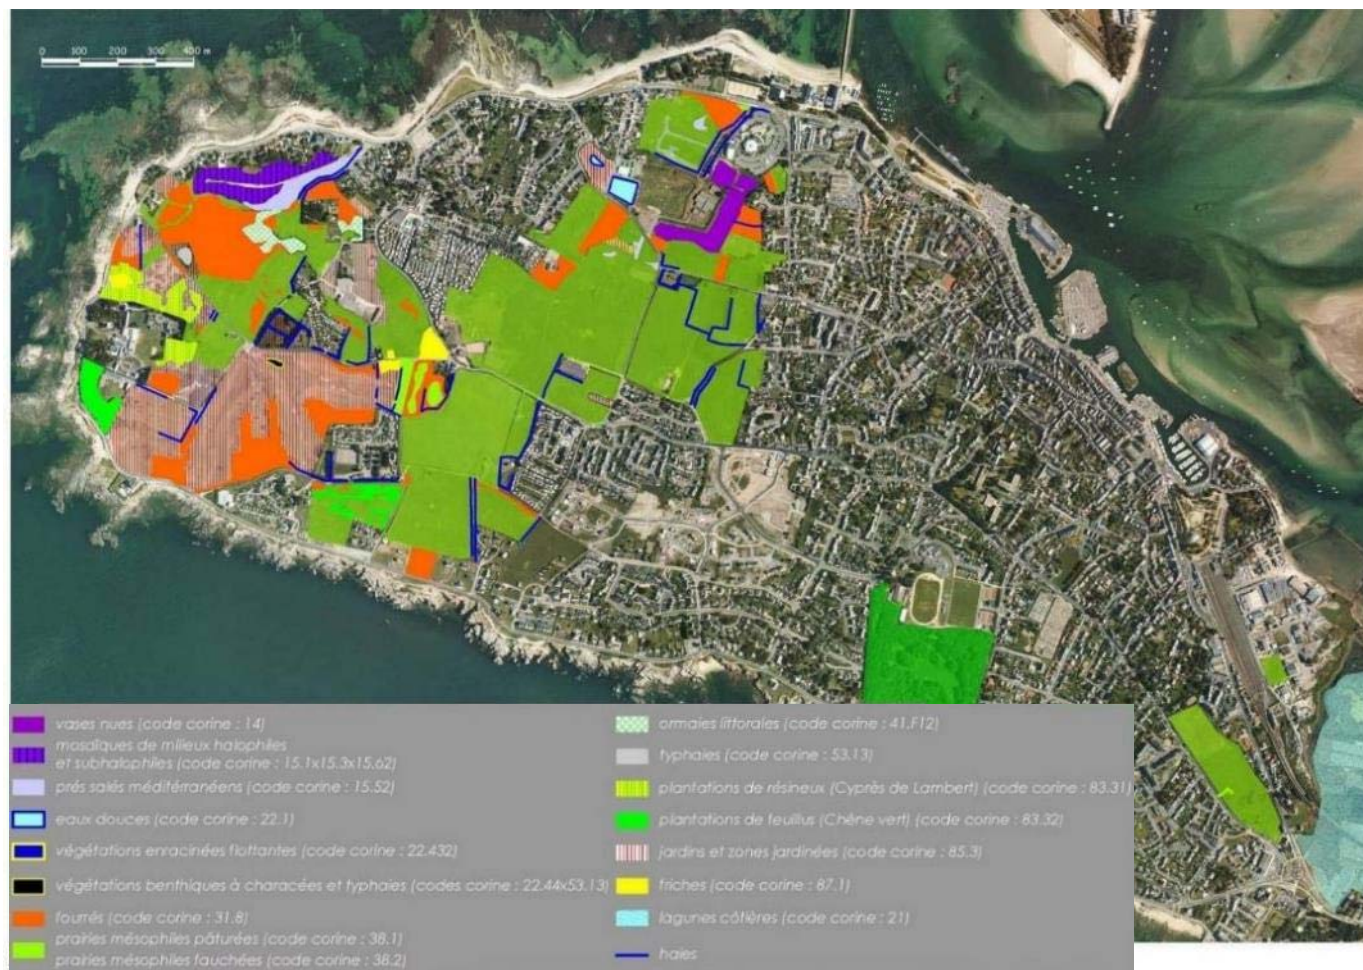 0 100 200 300 400 m
vases nues (code corine : 14)
mosaïques de milieux halophiles
et subhalophiles (code corine : 15.1x15.3x15.62)
prés salés méditérranéens (code corine : 15.52)
eaux douces (code corine : 22.1)
végétations enracinées flottantes (code corine : 22.432)
végétations benthiques à characées et typhaies (codes corine : 22.44x53.13)
fourrés (code corine : 31.8)
prairies mésophiles pâturées (code corine : 38.1)
prairies mésophiles fauchées (code corine : 38.2)
ormaies littorales (code corine : 41.F12)
typhaies (code corine : 53.13)
plantations de résineux (Cyprès de Lambert) (code corine : 83.31)
plantations de feuillus (Chêne vert) (code corine : 83.32)
jardins et zones jardinées (code corine : 85.3)
friches (code corine : 87.1)
lagunes côtières (code corine : 21)
haies